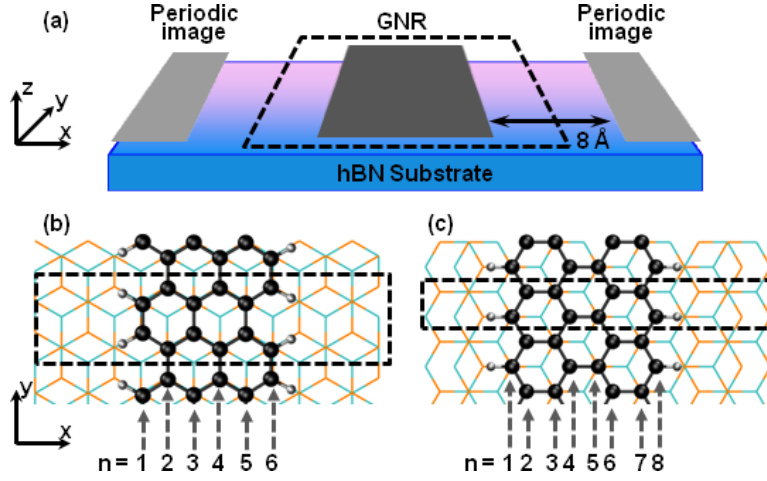 (a)
Periodic
image
GNR
Periodic
image
z
y
x
8 Å
hBN Substrate
(b)
(c)
y
x
n = 1 2 3 4 5 6
n = 1 2 3 4 5 6 7 8